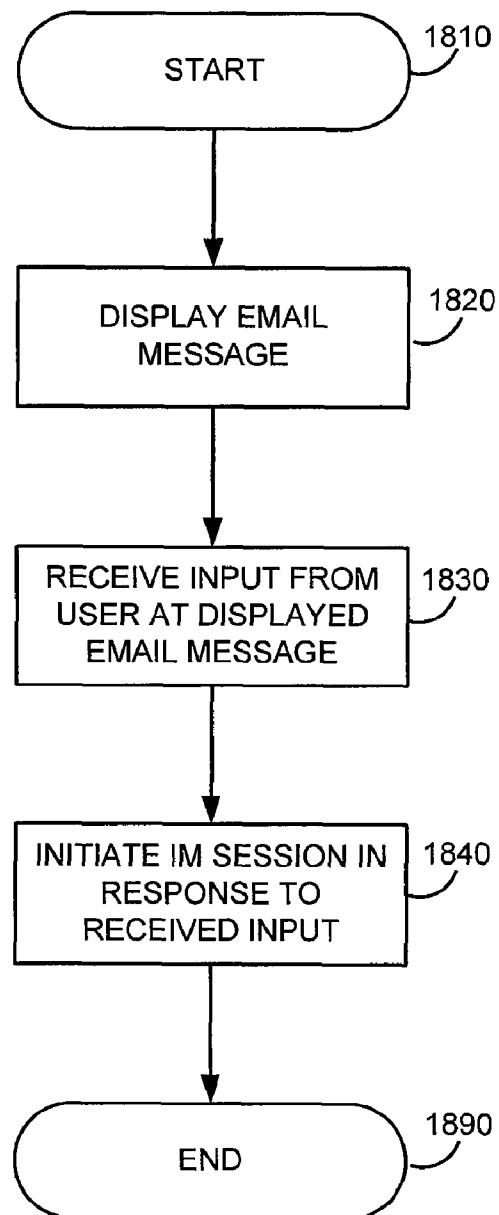 1810
START
1820
DISPLAY EMAIL
MESSAGE
1830
RECEIVE INPUT FROM
USER AT DISPLAYED
EMAIL MESSAGE
1840
INITIATE IM SESSION IN
RESPONSE TO
RECEIVED INPUT
1890
END